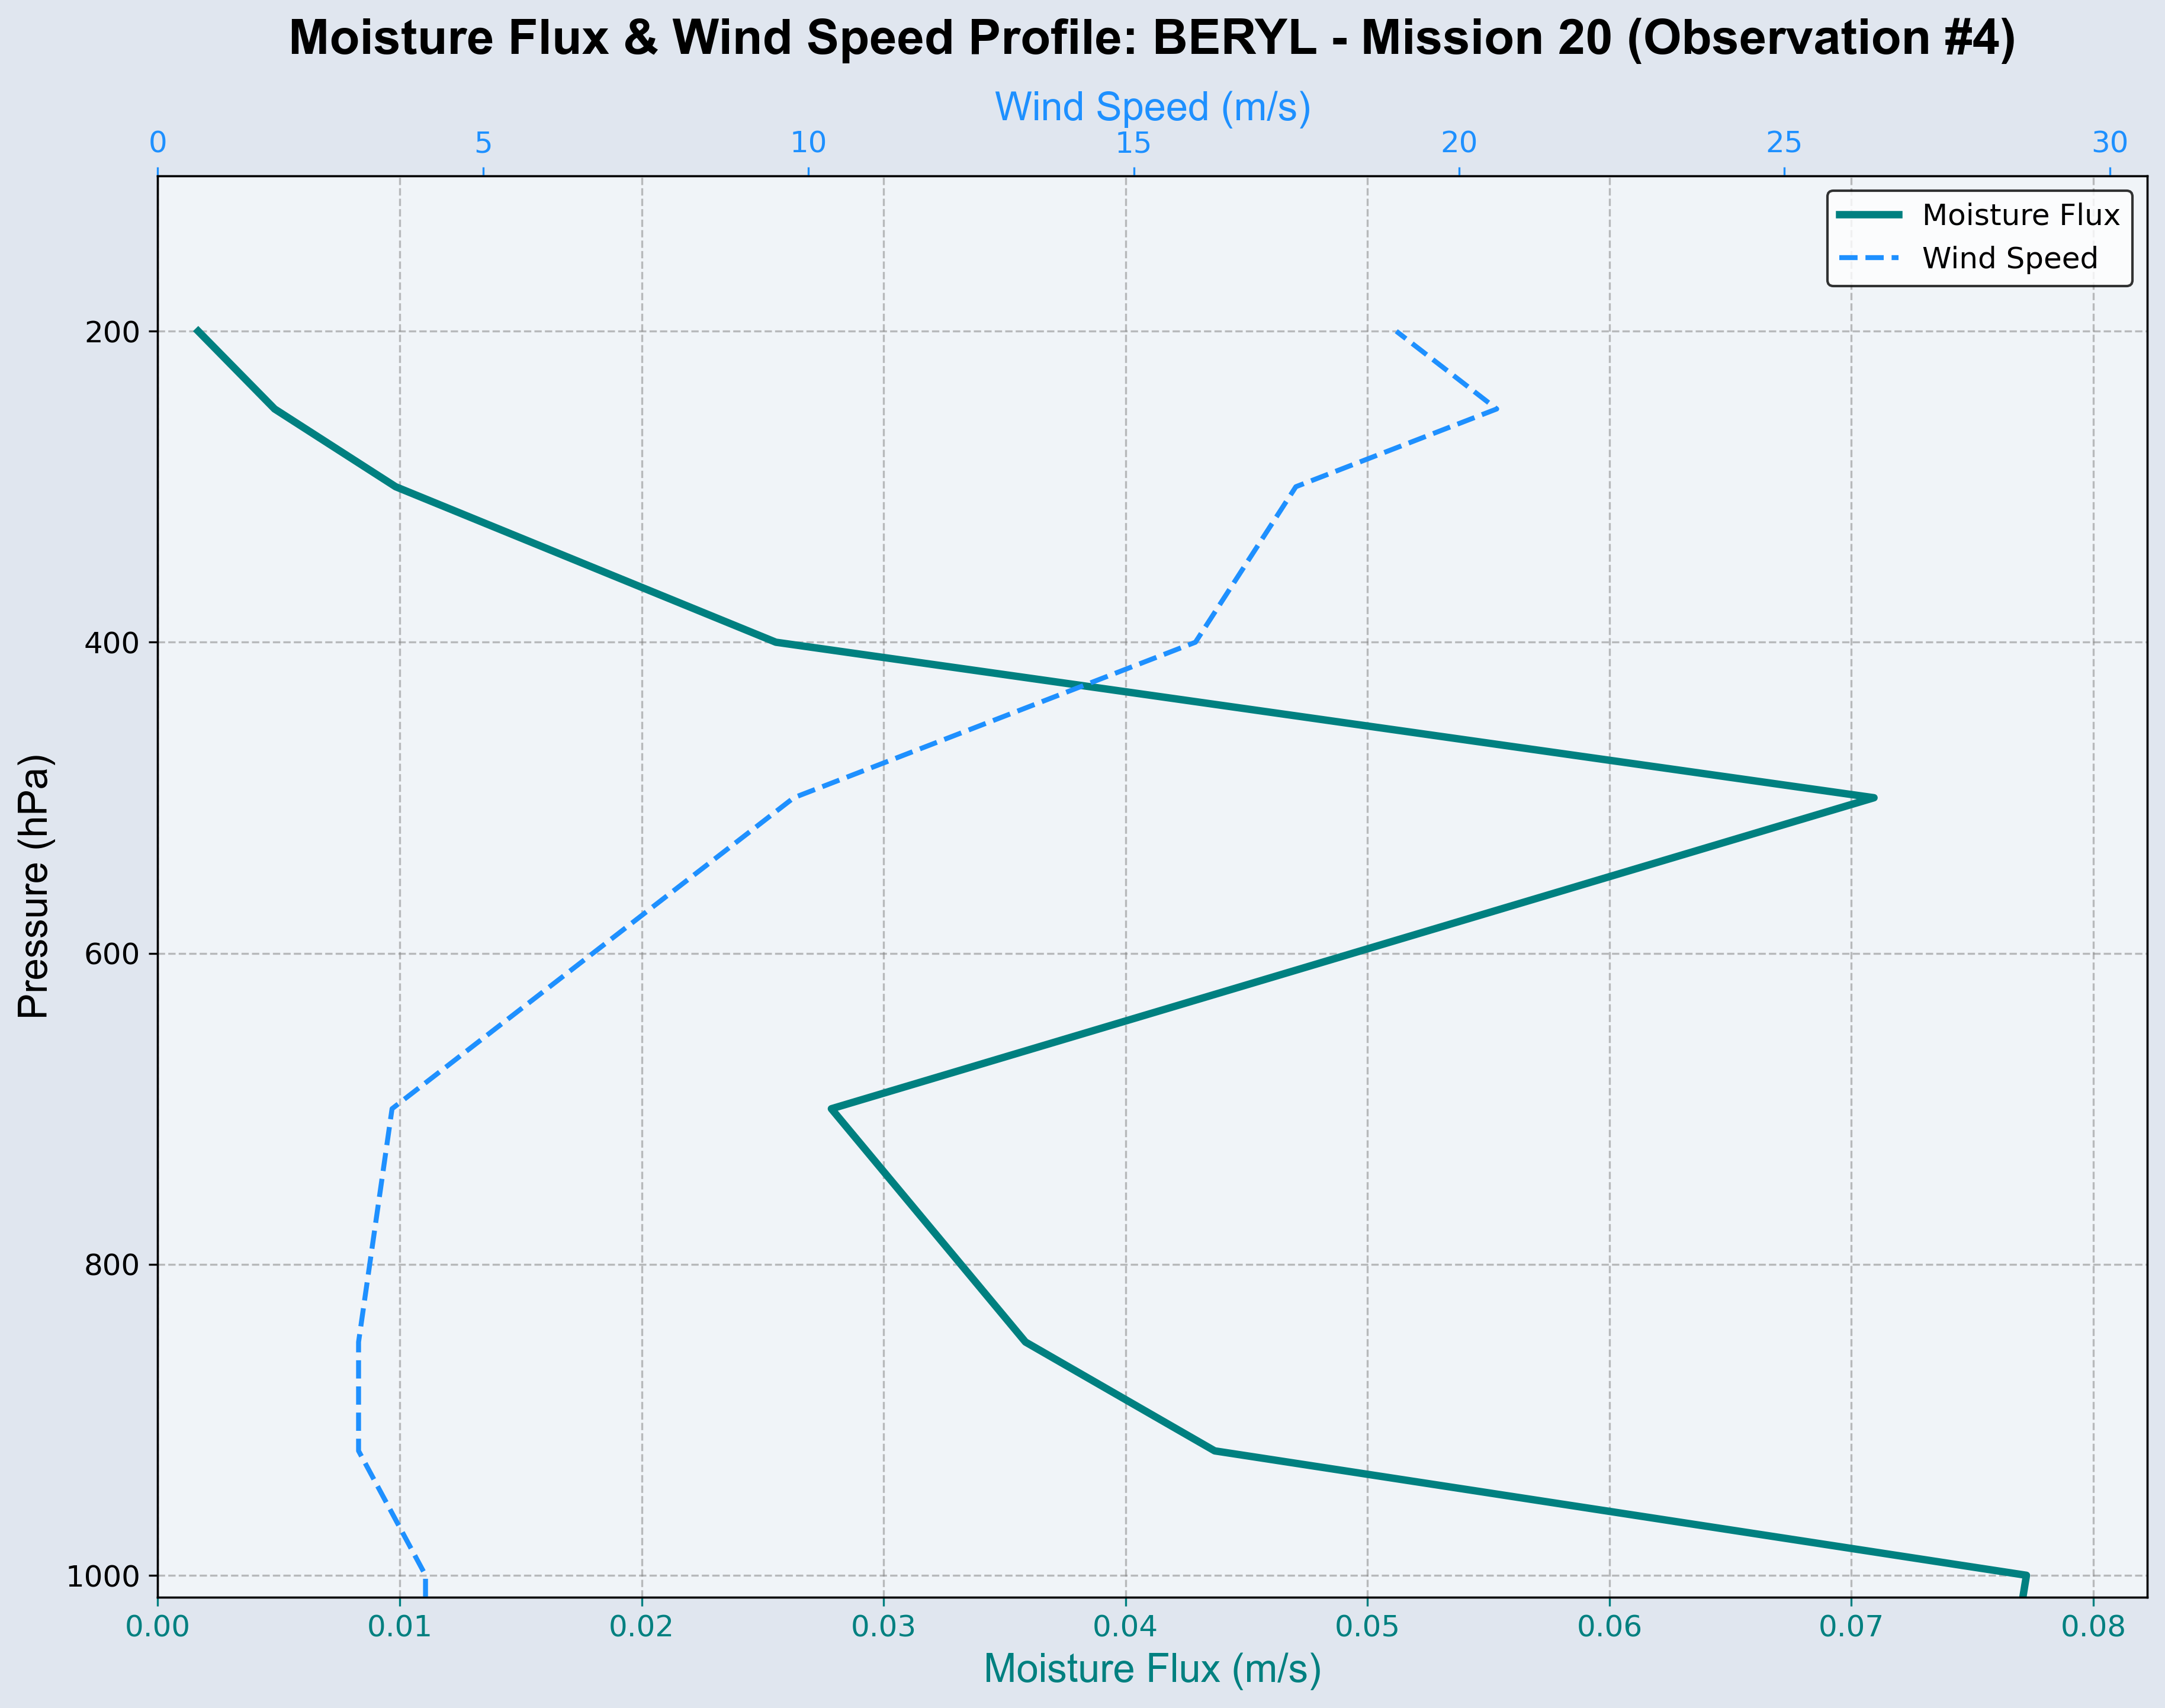 Moisture Flux & Wind Speed Profile: BERYL - Mission 20 (Observation #4)
Wind Speed (m/s)
0 5 10 15 20 25 30
Moisture Flux
Wind Speed
Pressure (hPa)
200
400
600
800
1000
0.00 0.01 0.02 0.03 0.04 0.05 0.06 0.07 0.08
Moisture Flux (m/s)